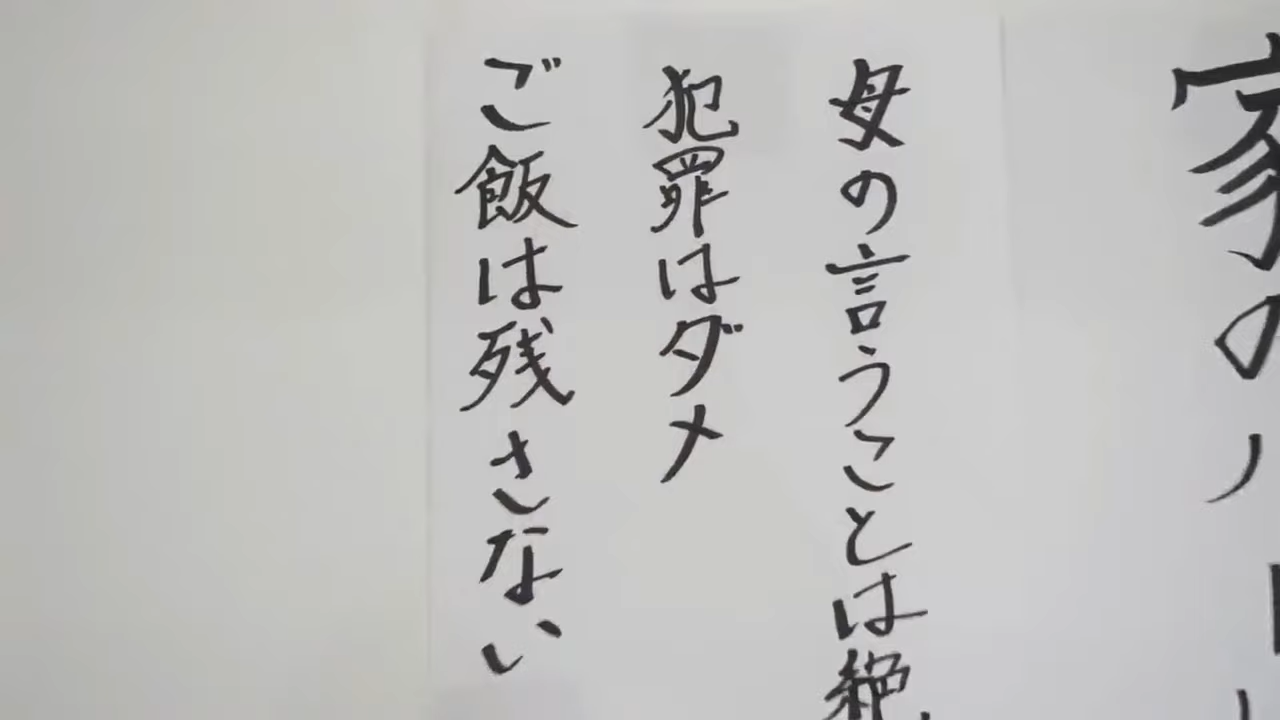 家の
母の言うことは絶
犯罪はダメ
ご飯は残さない